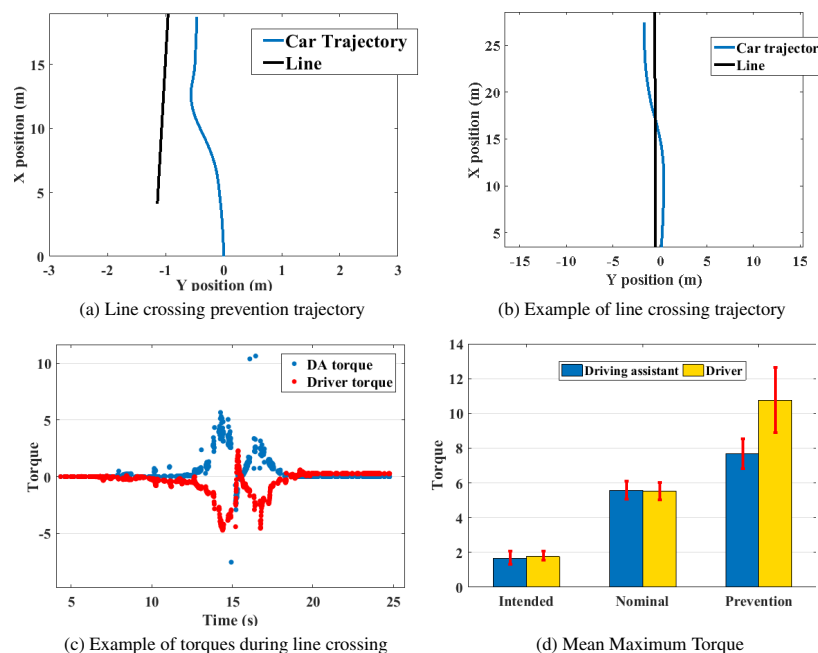 15
10
5
0
X position (m)
Car Trajectory
Line
-3
-2
-1
0
1
2
3
Y position (m)
(a) Line crossing prevention trajectory
25
20
15
10
5
X position (m)
Car trajectory
Line
-15
-10
-5
0
5
10
15
Y position (m)
(b) Example of line crossing trajectory
10
5
0
-5
Torque
DA torque
Driver torque
5
10
15
20
25
Time (s)
(c) Example of torques during line crossing
14
12
10
8
6
4
2
0
Torque
Driving assistant
Driver
Intended
Nominal
Prevention
(d) Mean Maximum Torque